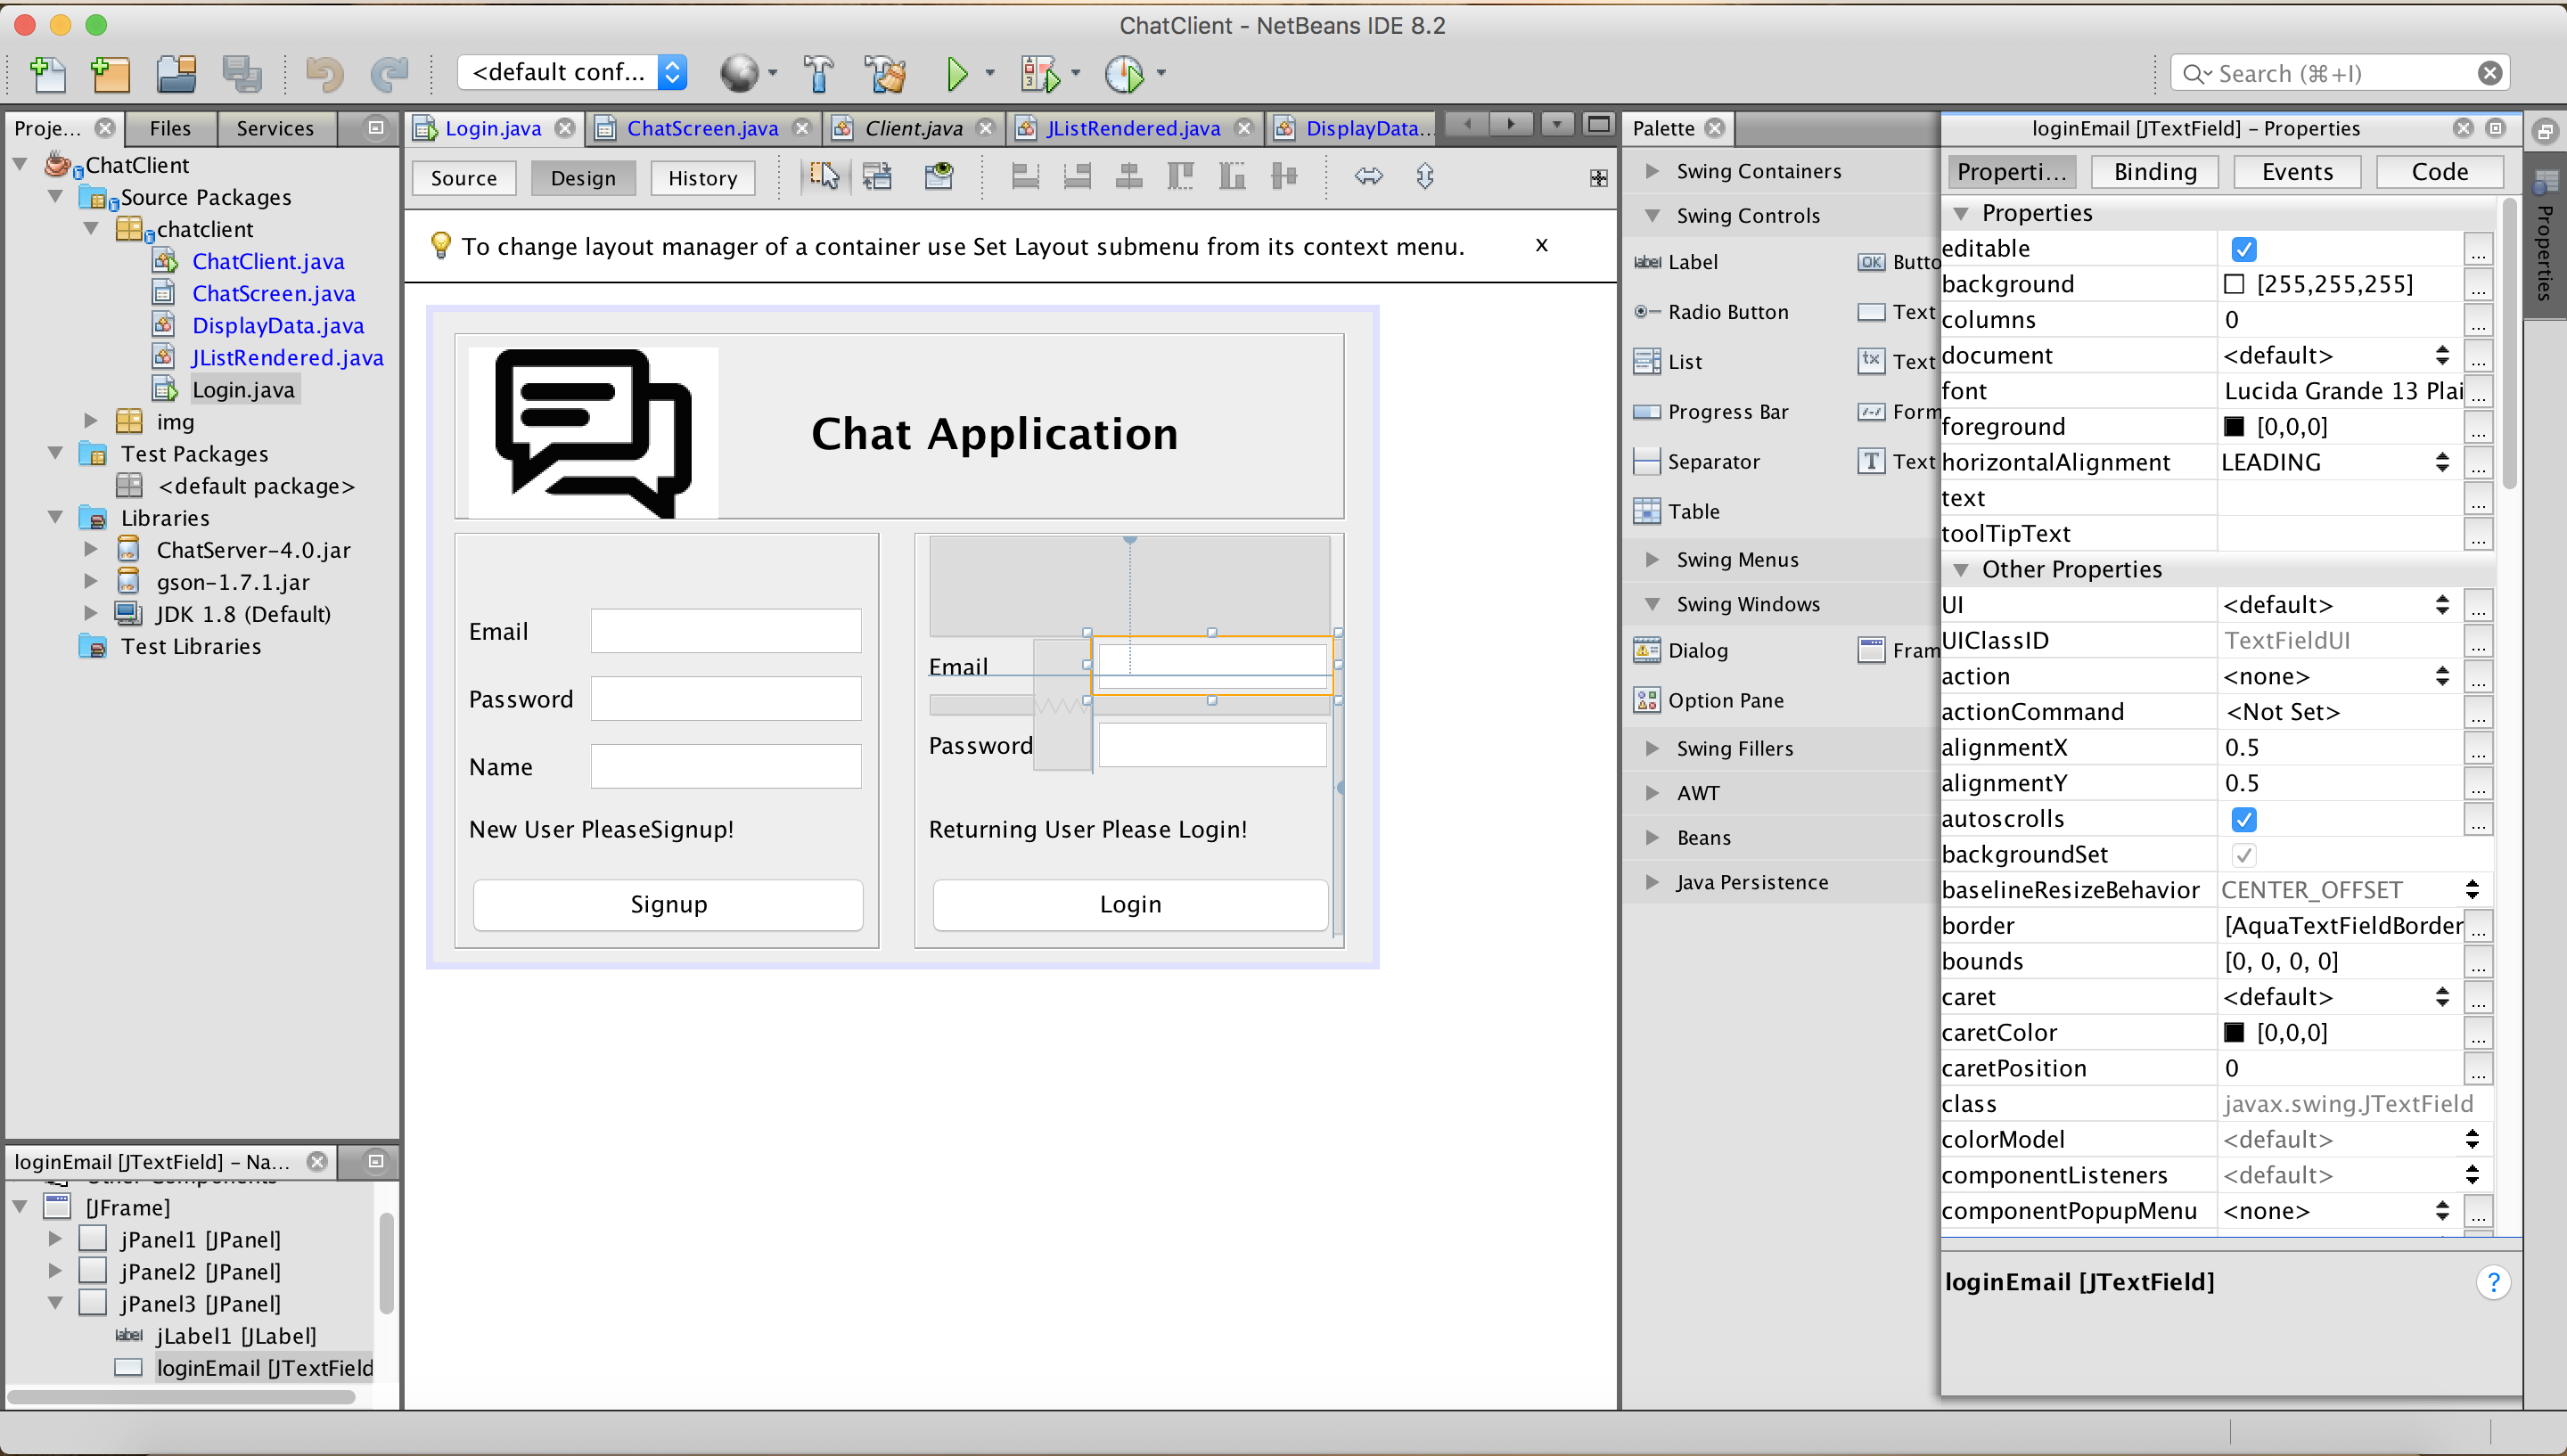 ChatClient - NetBeans IDE 8.2
<default conf...
Search (⌘+I)
Proje...
Files
Services
ChatClient
Source Packages
chatclient
ChatClient.java
ChatScreen.java
DisplayData.java
JListRendered.java
Login.java
img
Test Packages
<default package>
Libraries
ChatServer-4.0.jar
gson-1.7.1.jar
JDK 1.8 (Default)
Test Libraries
loginEmail [JTextField] - Na...
Other Components
[JFrame]
jPanel1 [JPanel]
jPanel2 [JPanel]
jPanel3 [JPanel]
label jLabel1 [JLabel]
loginEmail [JTextField
Login.java
ChatScreen.java
Client.java
JListRendered.java
DisplayData...
Source
Design
History
To change layout manager of a container use Set Layout submenu from its context menu.
x
Chat Application
Email
Password
Name
New User PleaseSignup!
Signup
Email
Password
Returning User Please Login!
Login
Palette
Swing Containers
Swing Controls
label Label
OK Butto
Radio Button
Text
List
tx Text
Progress Bar
Form
Separator
T Text
Table
Swing Menus
Swing Windows
Dialog
Fram
Option Pane
Swing Fillers
AWT
Beans
Java Persistence
loginEmail [JTextField] - Properties
Properti...
Binding
Events
Code
Properties
editable
...
background [255,255,255] ...
columns 0 ...
document <default> ...
font Lucida Grande 13 Plai ...
foreground [0,0,0] ...
horizontalAlignment LEADING ...
text ...
toolTipText ...
Other Properties
UI <default> ...
UIClassID TextFieldUI ...
action <none> ...
actionCommand <Not Set> ...
alignmentX 0.5 ...
alignmentY 0.5 ...
autoscrolls ...
backgroundSet
baselineResizeBehavior CENTER_OFFSET
border [AquaTextFieldBorder ...
bounds [0, 0, 0, 0] ...
caret <default> ...
caretColor [0,0,0] ...
caretPosition 0 ...
class javax.swing.JTextField
colorModel <default>
componentListeners <default>
componentPopupMenu <none> ...
loginEmail [JTextField]
?
Properties